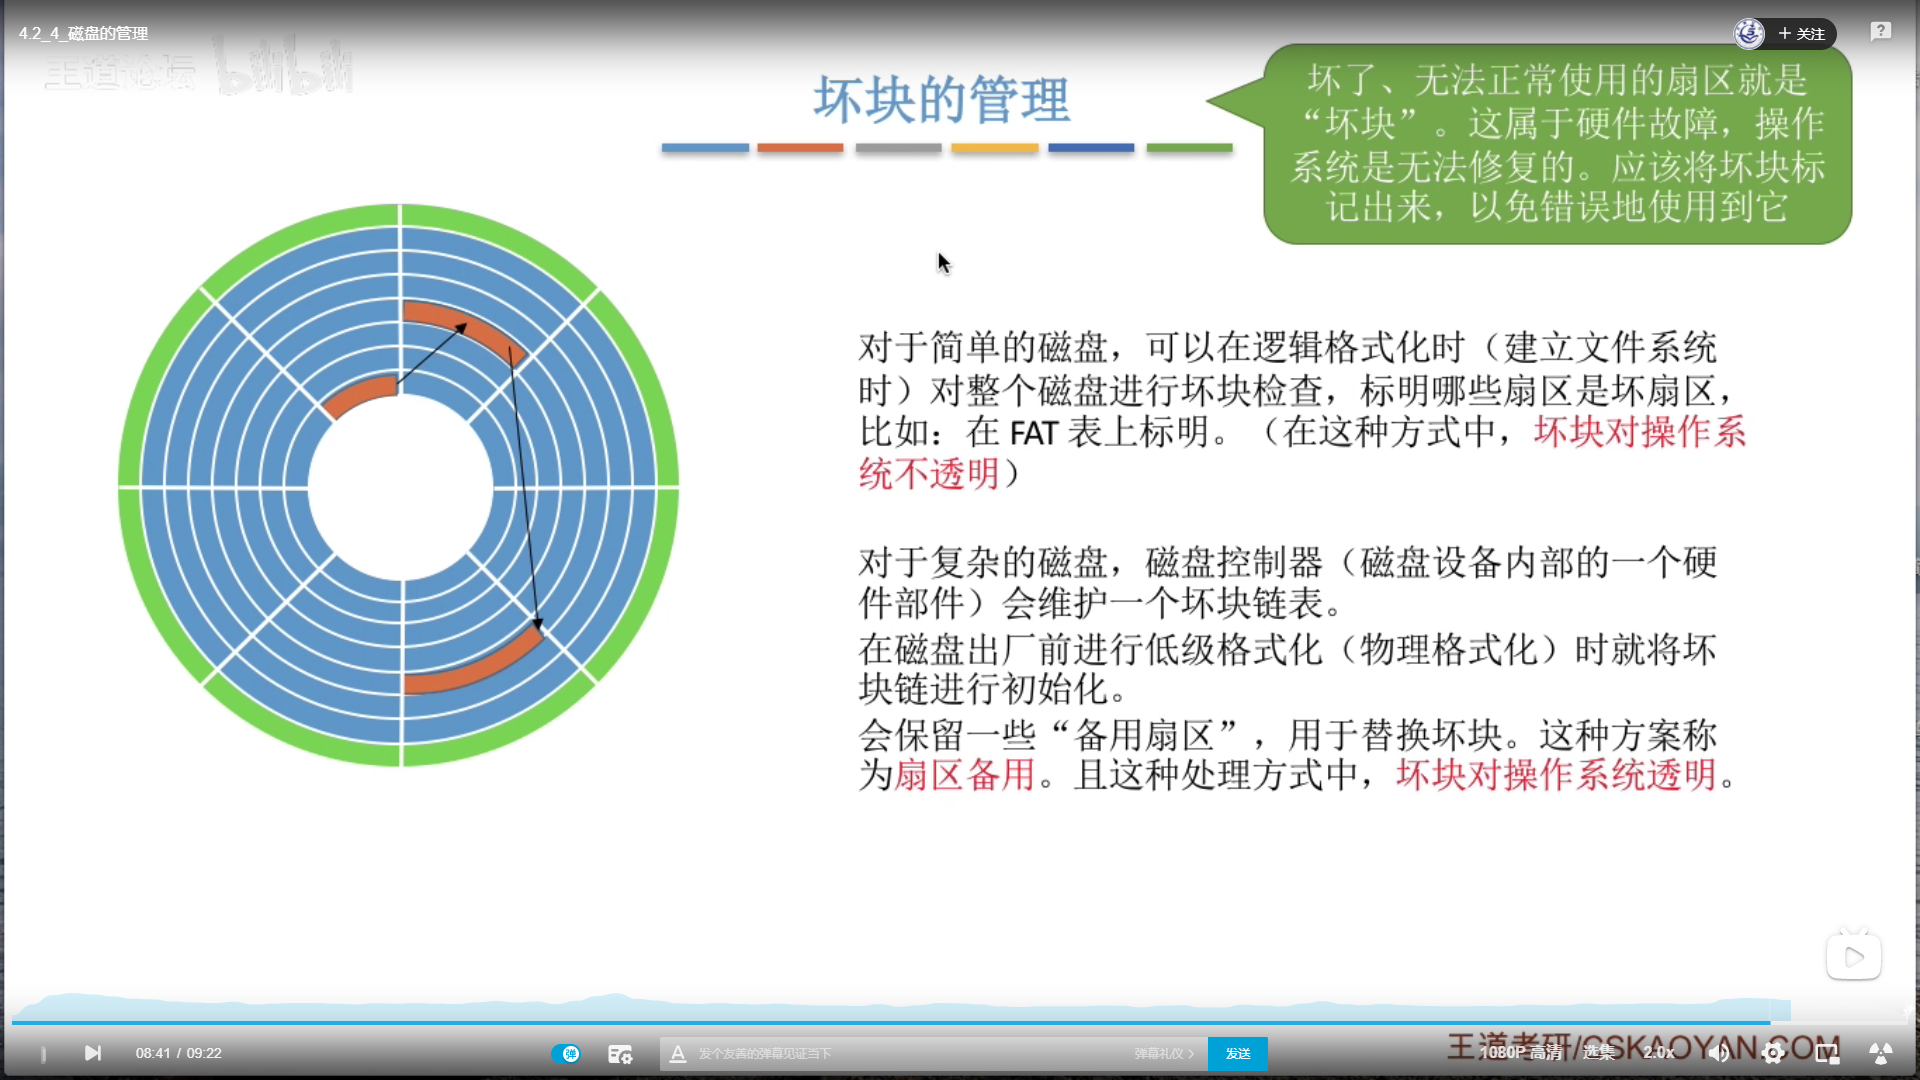 4.2_4_磁盘的管理
+ 关注
王道论坛 bilibili
坏块的管理
坏了、无法正常使用的扇区就是
“坏块”。这属于硬件故障，操作
系统是无法修复的。应该将坏块标
记出来，以免错误地使用到它
对于简单的磁盘，可以在逻辑格式化时（建立文件系统
时）对整个磁盘进行坏块检查，标明哪些扇区是坏扇区，
比如：在 FAT 表上标明。（在这种方式中，坏块对操作系
统不透明）
对于复杂的磁盘，磁盘控制器（磁盘设备内部的一个硬
件部件）会维护一个坏块链表。
在磁盘出厂前进行低级格式化（物理格式化）时就将坏
块链进行初始化。
会保留一些“备用扇区”，用于替换坏块。这种方案称
为扇区备用。且这种处理方式中，坏块对操作系统透明。
王道考研/CSKAOYAN.COM
08:41 / 09:22
弹
发个友善的弹幕见证当下
弹幕礼仪 >
发送
1080P 高清
选集
2.0x